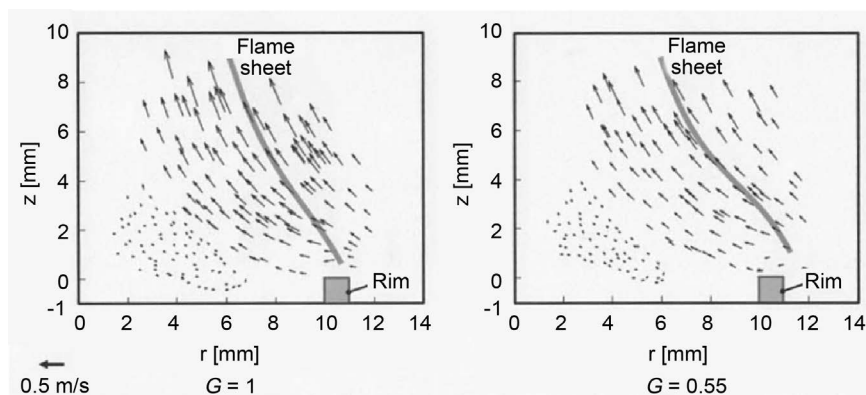 10
8
6
4
2
0
-1
z [mm]
Flame
sheet
Rim
0 2 4 6 8 10 12 14
r [mm]
0.5 m/s
G = 1
10
8
6
4
2
0
-1
z [mm]
Flame
sheet
Rim
0 2 4 6 8 10 12 14
r [mm]
G = 0.55